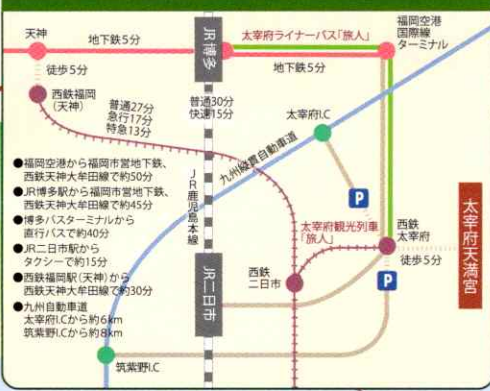 天神
地下鉄5分
JR博多
太宰府ライナーバス「旅人」
福岡空港
国際線
ターミナル
地下鉄5分
徒歩5分
西鉄福岡
(天神)
普通27分
急行17分
特急13分
普通30分
快速15分
太宰府I.C
九州縦貫自動車道
P
●福岡空港から福岡市営地下鉄、
西鉄天神大牟田線で約50分
●JR博多駅から福岡市営地下鉄、
西鉄天神大牟田線で約45分
●博多バスターミナルから
直行バスで約40分
●JR二日市駅から
タクシーで約15分
●西鉄福岡駅(天神)から
西鉄天神大牟田線で約30分
●九州自動車道
太宰府I.Cから約6km
筑紫野I.Cから約8km
JR鹿児島本線
太宰府観光列車
「旅人」
西鉄
太宰府
徒歩5分
太宰府天満宮
P
西鉄
二日市
JR二日市
筑紫野I.C